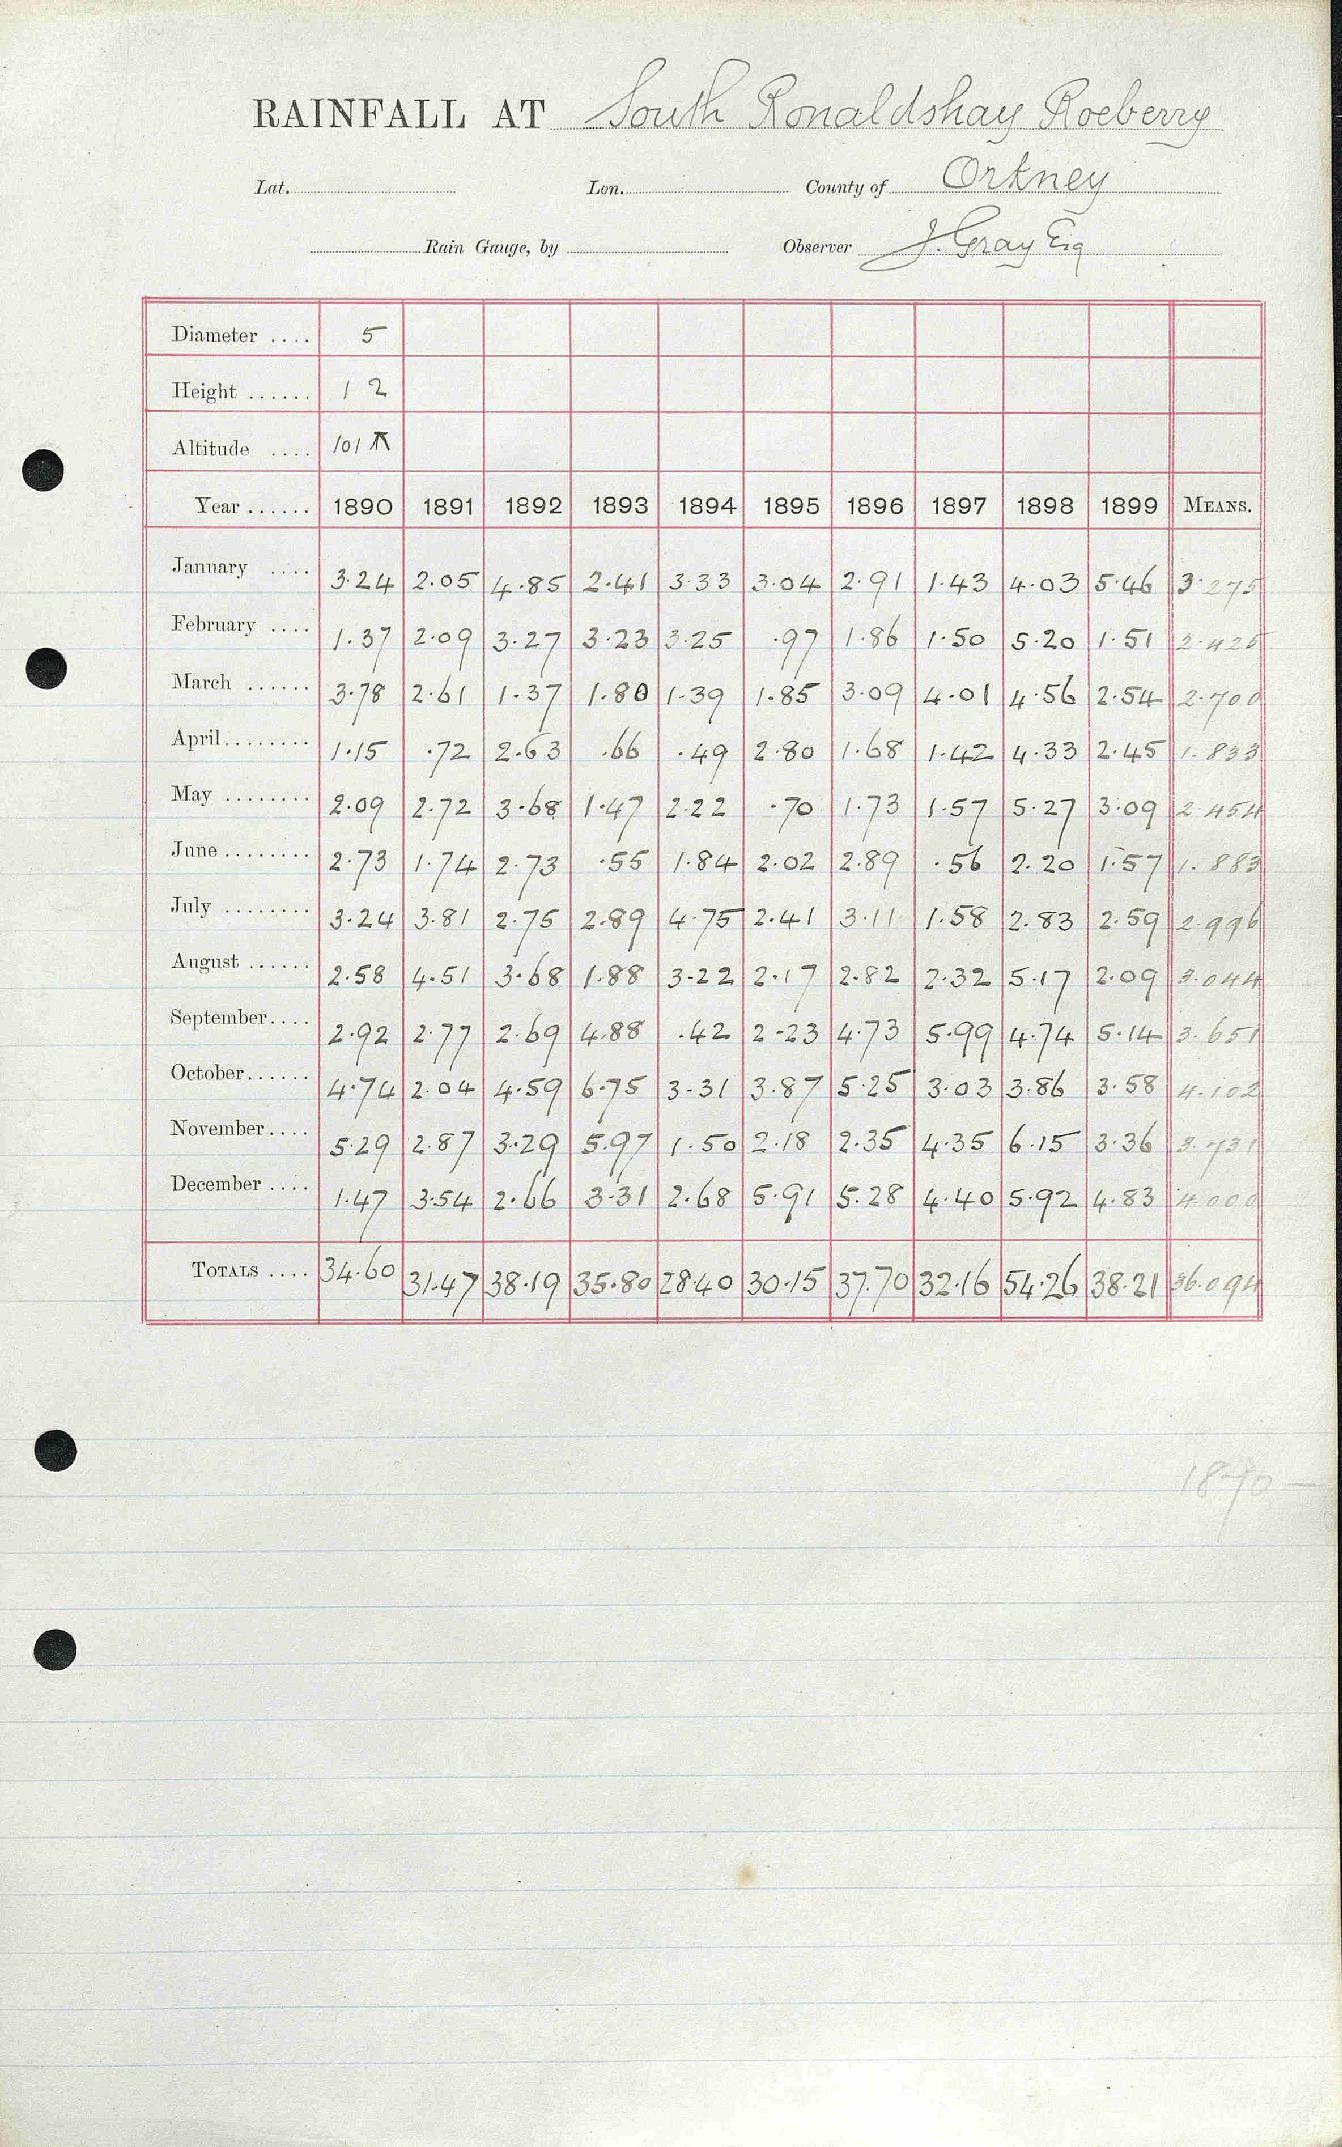 RAINFALL AT South Ronaldshay Roeberry
Lat. Lon. County of Orkney
Rain Gauge, by Observer J. Gray Esq
Diameter .... 5
Height ...... 1 2
Altitude .... 101
Year ...... 1890 1891 1892 1893 1894 1895 1896 1897 1898 1899 MEANS.
January .... 3.24 2.05 4.85 2.41 3.33 3.04 2.91 1.43 4.03 5.46 3.275
February .... 1.37 2.09 3.27 3.23 3.25 .97 1.86 1.50 5.20 1.51 2.425
March ...... 3.78 2.61 1.37 1.80 1.39 1.85 3.09 4.01 4.56 2.54 2.700
April........ 1.15 .72 2.63 .66 .49 2.80 1.68 1.42 4.33 2.45 1.833
May ........ 2.09 2.72 3.68 1.47 2.22 .70 1.73 1.57 5.27 3.09 2.454
June ........ 2.73 1.74 2.73 .55 1.84 2.02 2.89 .56 2.20 1.57 1.883
July ........ 3.24 3.81 2.75 2.89 4.75 2.41 3.11 1.58 2.83 2.59 2.996
August ...... 2.58 4.51 3.68 1.88 3.22 2.17 2.82 2.32 5.17 2.09 3.044
September.... 2.92 2.77 2.69 4.88 .42 2.23 4.73 5.99 4.74 5.14 3.651
October...... 4.74 2.04 4.59 6.75 3.31 3.87 5.25 3.03 3.86 3.58 4.102
November.... 5.29 2.87 3.29 5.97 1.50 2.18 2.35 4.35 6.15 3.36 3.731
December .... 1.47 3.54 2.66 3.31 2.68 5.91 5.28 4.40 5.92 4.83 4.000
TOTALS .... 34.60 31.47 38.19 35.80 28.40 30.15 37.70 32.16 54.26 38.21 36.094
1870 —